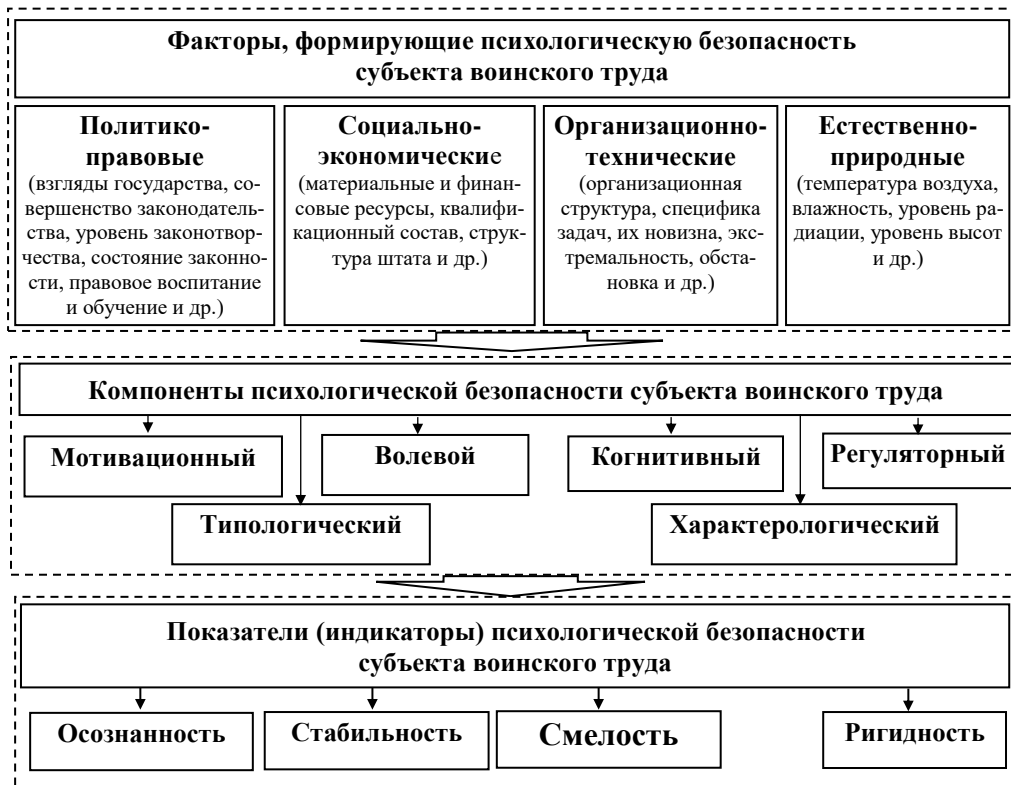 Факторы, формирующие психологическую безопасность
субъекта воинского труда
Политико-
правовые
(взгляды государства, со-
вершенство законодатель-
ства, уровень законотвор-
чества, состояние законно-
сти, правовое воспитание
и обучение и др.)
Социально-
экономические
(материальные и финан-
совые ресурсы, квалифи-
кационный состав, струк-
тура штата и др.)
Организационно-
технические
(организационная
структура, специфика
задач, их новизна, экс-
тремальность, обста-
новка и др.)
Естественно-
природные
(температура воздуха,
влажность, уровень ра-
диации, уровень высот
и др.)
Компоненты психологической безопасности субъекта воинского труда
Мотивационный
Волевой
Когнитивный
Регуляторный
Типологический
Характерологический
Показатели (индикаторы) психологической безопасности
субъекта воинского труда
Осознанность
Стабильность
Смелость
Ригидность